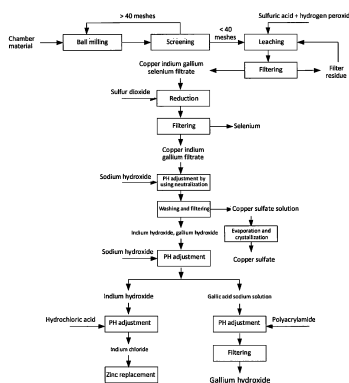 > 40 meshes
Sulfuric acid + hydrogen peroxid
< 40
meshes
Chamber
material
Ball milling
Screening
Leaching
Copper indium gallium
selenium filtrate
Filtering
Filter
residue
Sulfur dioxide
Reduction
Filtering
Selenium
Copper indium
gallium filtrate
Sodium hydroxide
PH adjustment by
using neutralization
Washing and filtering
Copper sulfate solution
Indium hydroxide, gallium hydroxide
Evaporation and
crystallization
Sodium hydroxide
PH adjustment
Copper sulfate
Indium hydroxide
Gallic acid sodium solution
Hydrochloric acid
PH adjustment
PH adjustment
Polyacrylamide
Indium chloride
Filtering
Zinc replacement
Gallium hydroxide